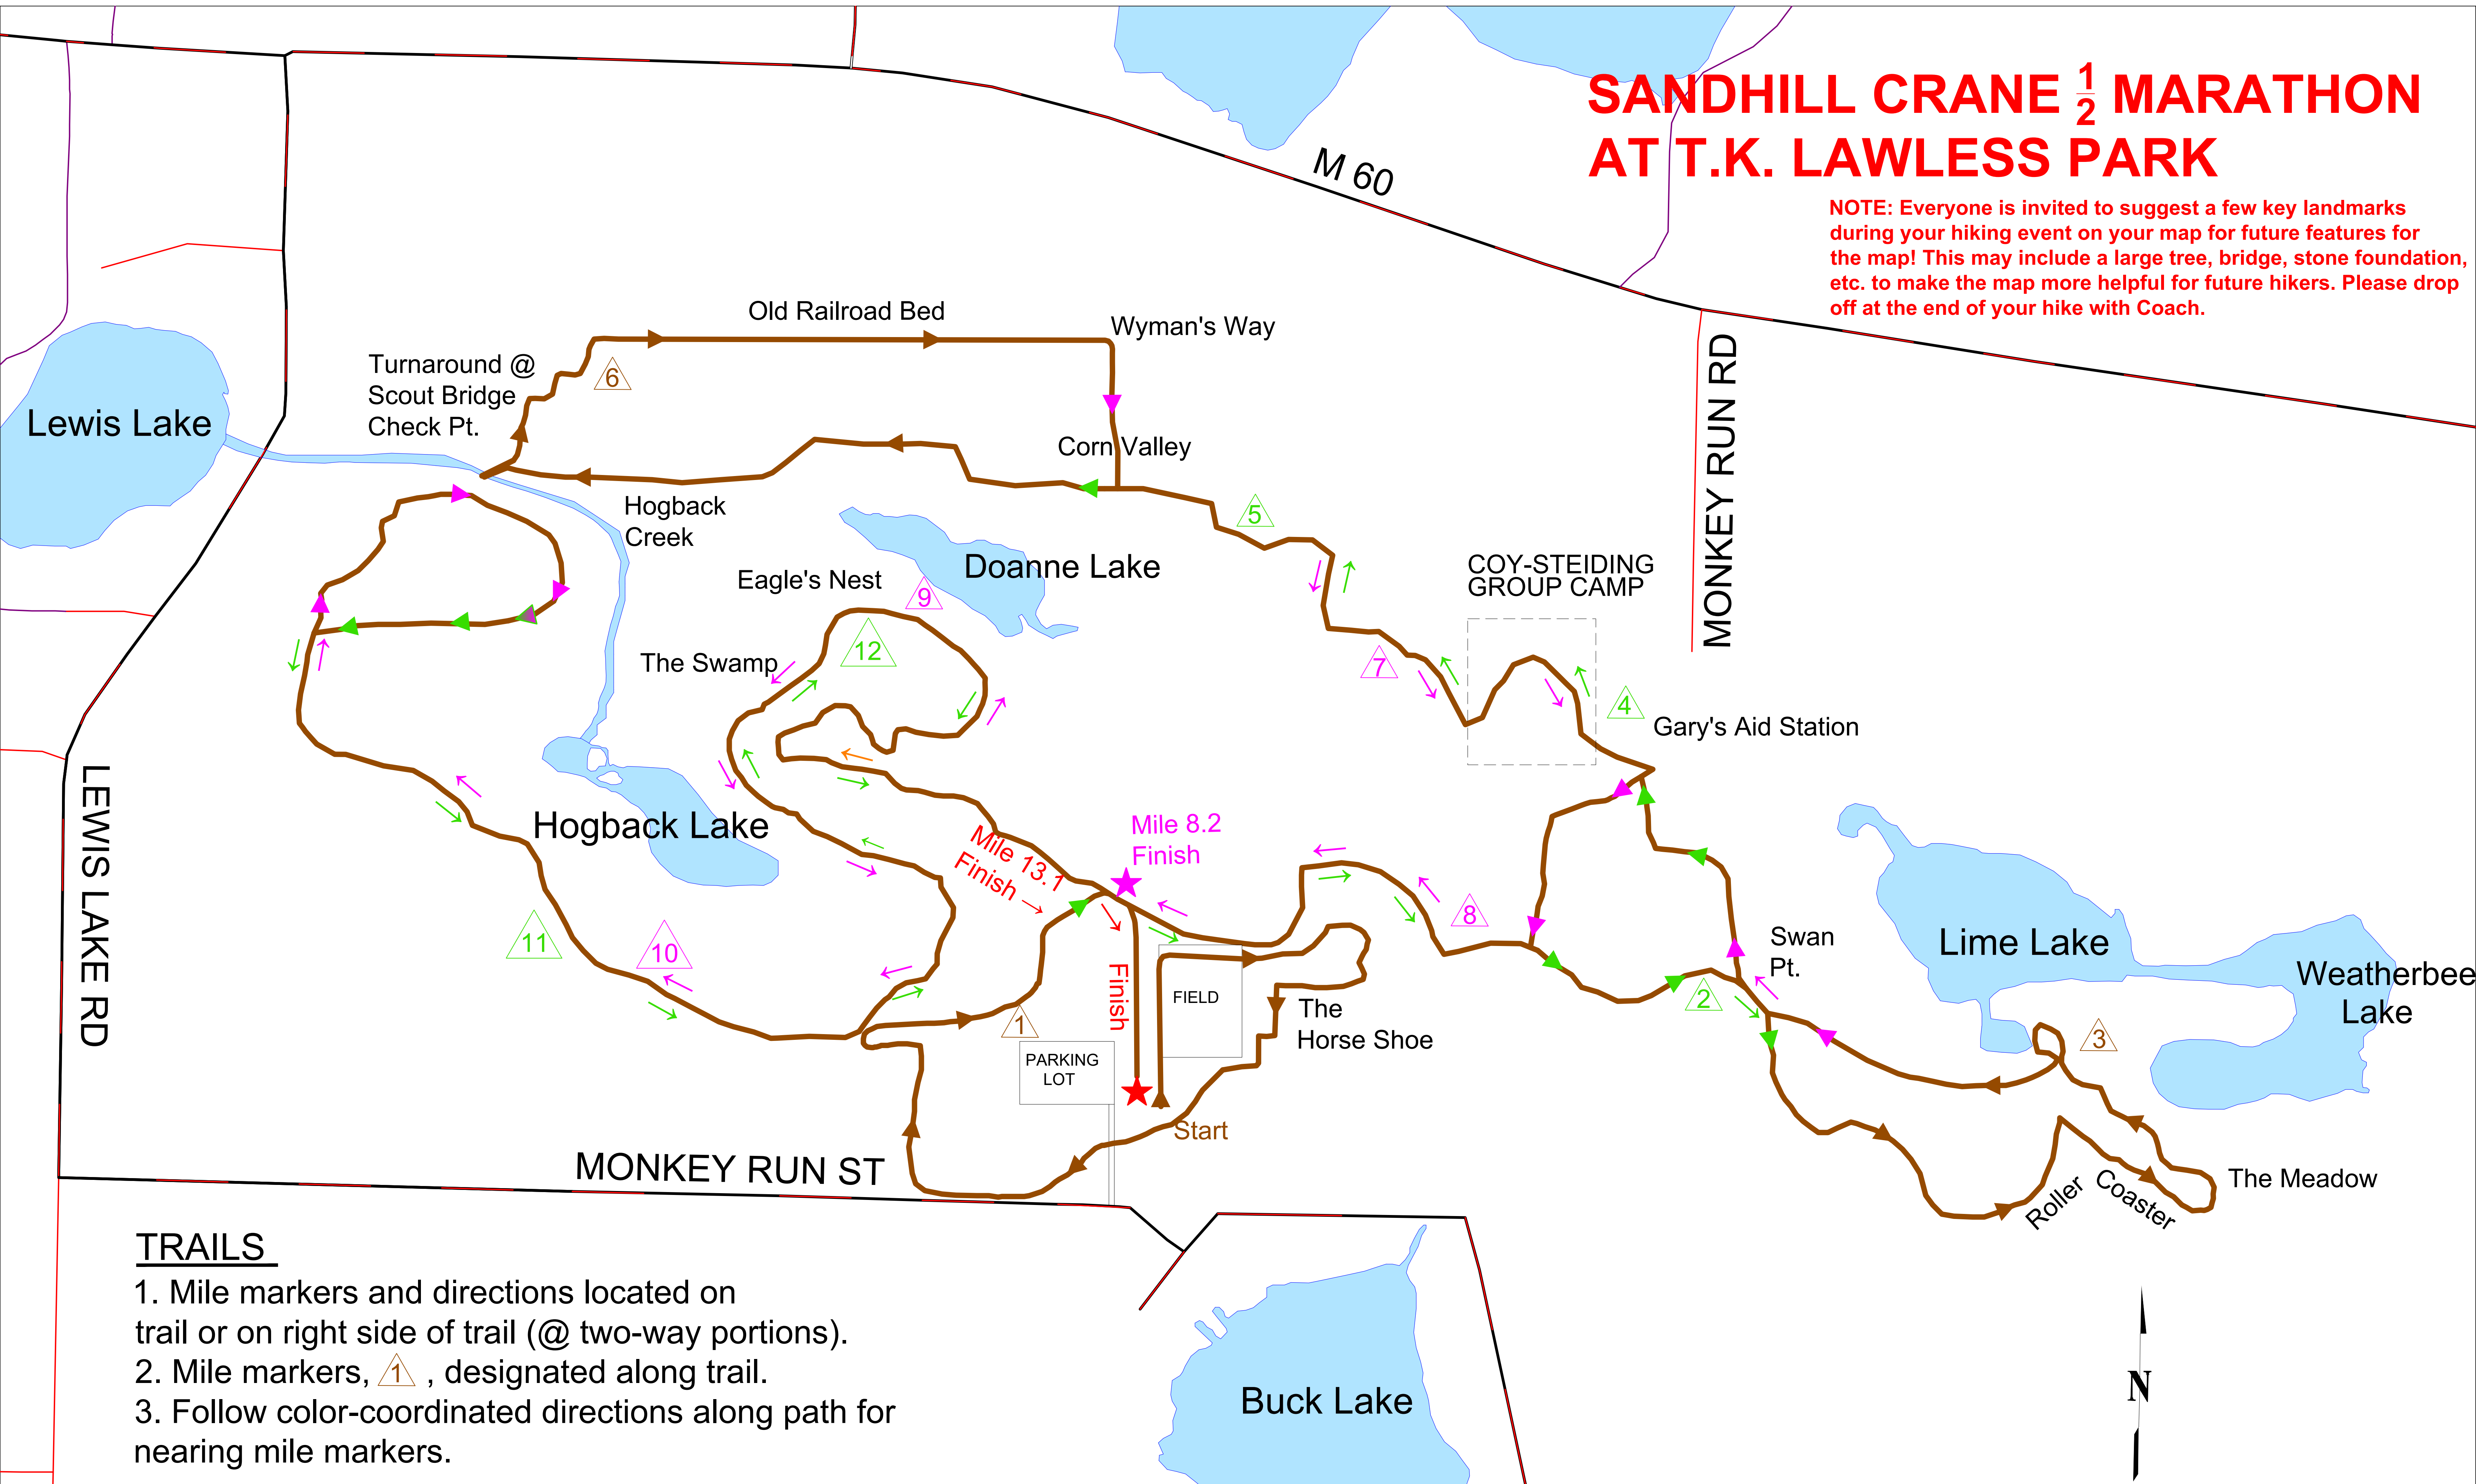 SANDHILL CRANE 1/2 MARATHON
AT T.K. LAWLESS PARK
NOTE: Everyone is invited to suggest a few key landmarks
during your hiking event on your map for future features for
the map! This may include a large tree, bridge, stone foundation,
etc. to make the map more helpful for future hikers. Please drop
off at the end of your hike with Coach.
M 60
Old Railroad Bed
Wyman's Way
Turnaround @
Scout Bridge
Check Pt.
6
MONKEY RUN RD
Lewis Lake
Corn Valley
Hogback
Creek
5
Doanne Lake
COY-STEIDING
GROUP CAMP
Eagle's Nest
9
The Swamp
12
7
4
Gary's Aid Station
LEWIS LAKE RD
Hogback Lake
Mile 8.2
Finish
Mile 13.1
Finish
8
11
10
Swan
Pt.
Lime Lake
Weatherbee
Lake
Finish
FIELD
2
The
Horse Shoe
1
3
PARKING
LOT
Start
MONKEY RUN ST
The Meadow
Roller
Coaster
TRAILS
1. Mile markers and directions located on
trail or on right side of trail (@ two-way portions).
2. Mile markers, 1 , designated along trail.
3. Follow color-coordinated directions along path for
nearing mile markers.
Buck Lake
N